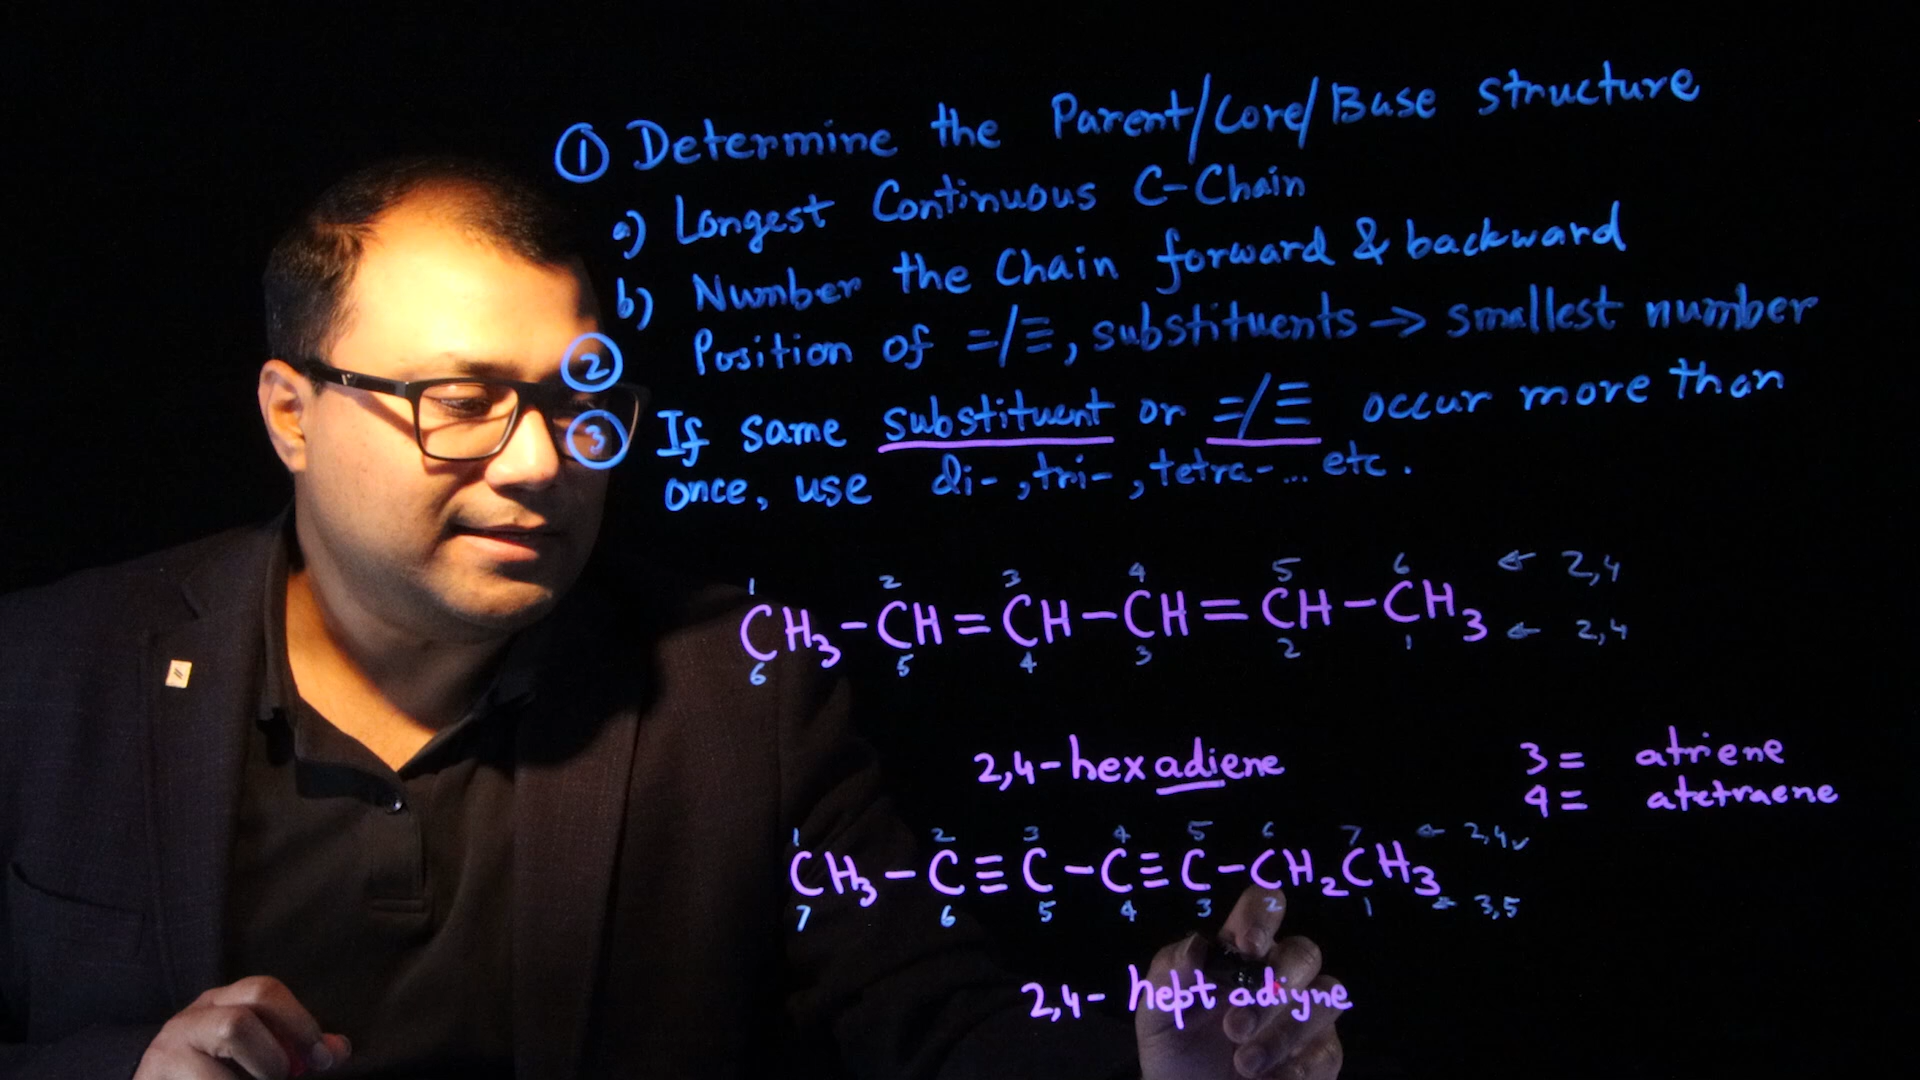 ① Determine the Parent/Core/Base structure
a) Longest Continuous C-Chain
b) Number the Chain forward & backward
② Position of =/≡, substituents → smallest number
③ If same substituent or =/≡ occur more than
once, use di-, tri-, tetra-... etc.
1 2 3 4 5 6 ← 2,4
CH₃-CH=CH-CH=CH-CH₃
6 5 4 3 2 1 ← 2,4
2,4-hexadiene
3 = atriene
4 = atetraene
1 2 3 4 5 6 7 ← 2,4✓
CH₃-C≡C-C≡C-CH₂CH₃
7 6 5 4 3 2 1 ← 3,5
2,4-heptadiyne